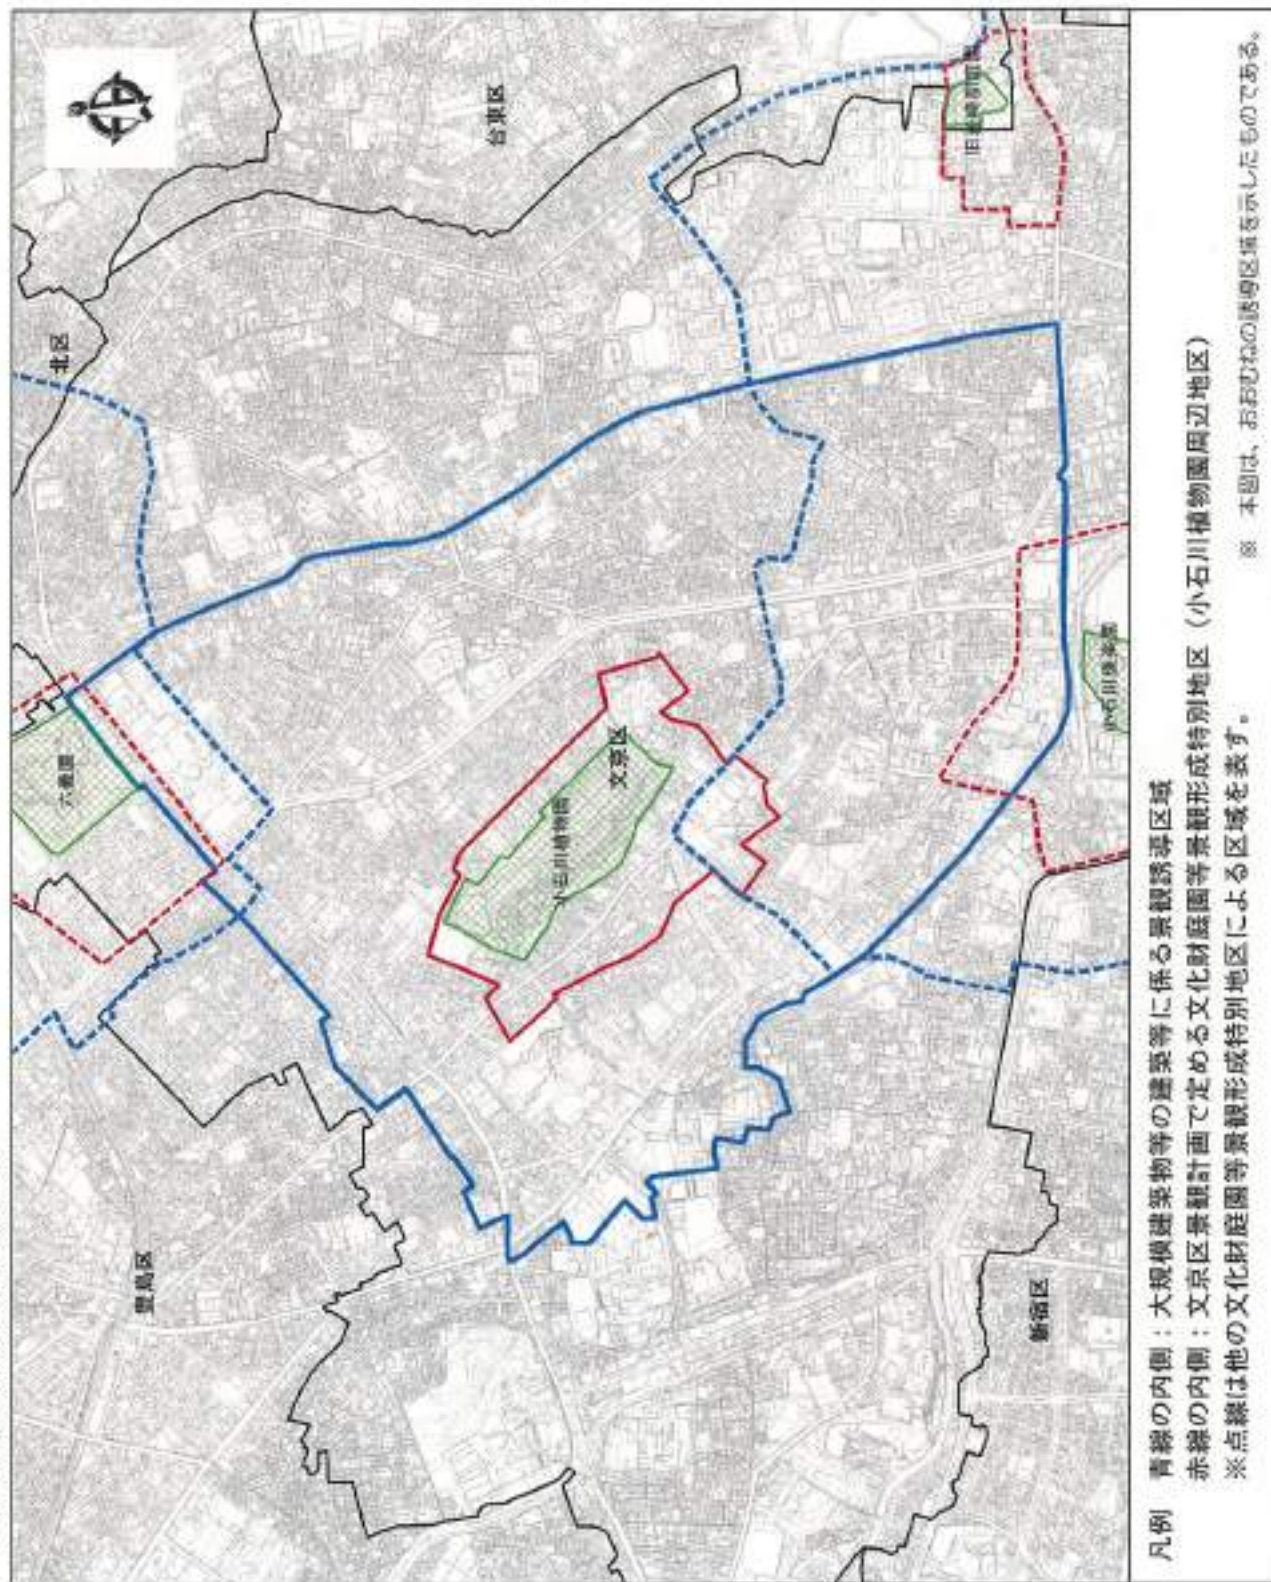 北区
台東区
豊島区
六義園
小石川植物園
文京区
小石川後楽園
新宿区
凡例 青線の内側：大規模建築物等の建築等に係る景観誘導区域
赤線の内側：文京区景観計画で定める文化財庭園等景観形成特別地区（小石川植物園周辺地区）
※点線は他の文化財庭園等景観形成特別地区による区域を表す。
※ 本図は、おおむねの誘導区域を示したものである。